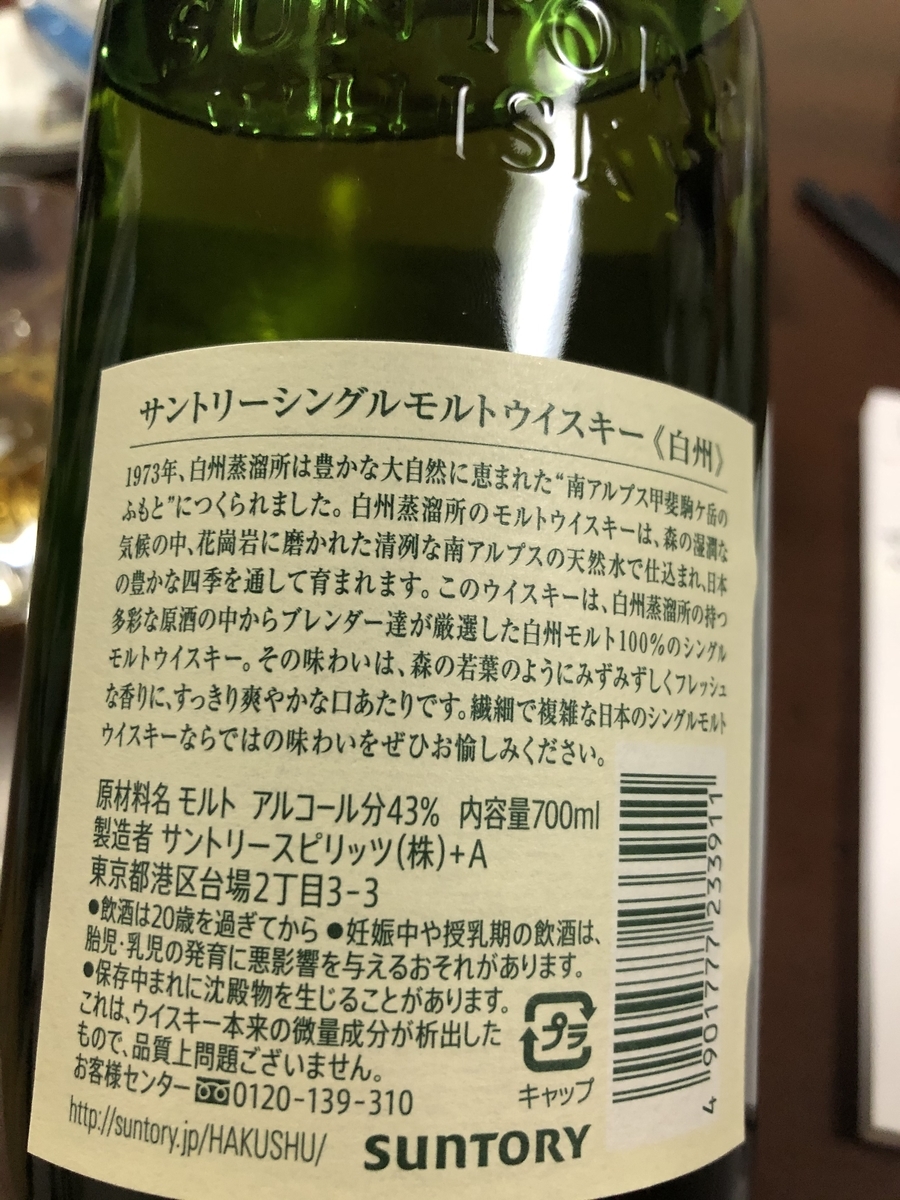 SUNTO
HISK
サントリーシングルモルトウイスキー《白州》
1973年、白州蒸溜所は豊かな大自然に恵まれた“南アルプス甲斐駒ケ岳の
ふもと”につくられました。白州蒸溜所のモルトウイスキーは、森の湿潤な
気候の中、花崗岩に磨かれた清冽な南アルプスの天然水で仕込まれ、日本
の豊かな四季を通して育まれます。このウイスキーは、白州蒸溜所の持つ
多彩な原酒の中からブレンダー達が厳選した白州モルト100%のシングル
モルトウイスキー。その味わいは、森の若葉のようにみずみずしくフレッシュ
な香りに、すっきり爽やかな口あたりです。繊細で複雑な日本のシングルモルト
ウイスキーならではの味わいをぜひお愉しみください。
原材料名 モルト アルコール分43% 内容量700ml
製造者 サントリースピリッツ(株)+A
東京都港区台場2丁目3-3
●飲酒は20歳を過ぎてから ●妊娠中や授乳期の飲酒は、
胎児・乳児の発育に悪影響を与えるおそれがあります。
●保存中まれに沈殿物を生じることがあります。
これは、ウイスキー本来の微量成分が析出した
もので、品質上問題ございません。
お客様センター 0120-139-310
http://suntory.jp/HAKUSHU/
SUNTORY
プラ
キャップ
4 901777 233911